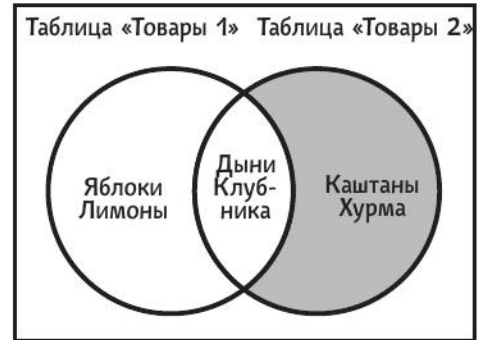 Таблица «Товары 1» Таблица «Товары 2»
Яблоки
Лимоны
Дыни
Клуб-
ника
Каштаны
Хурма